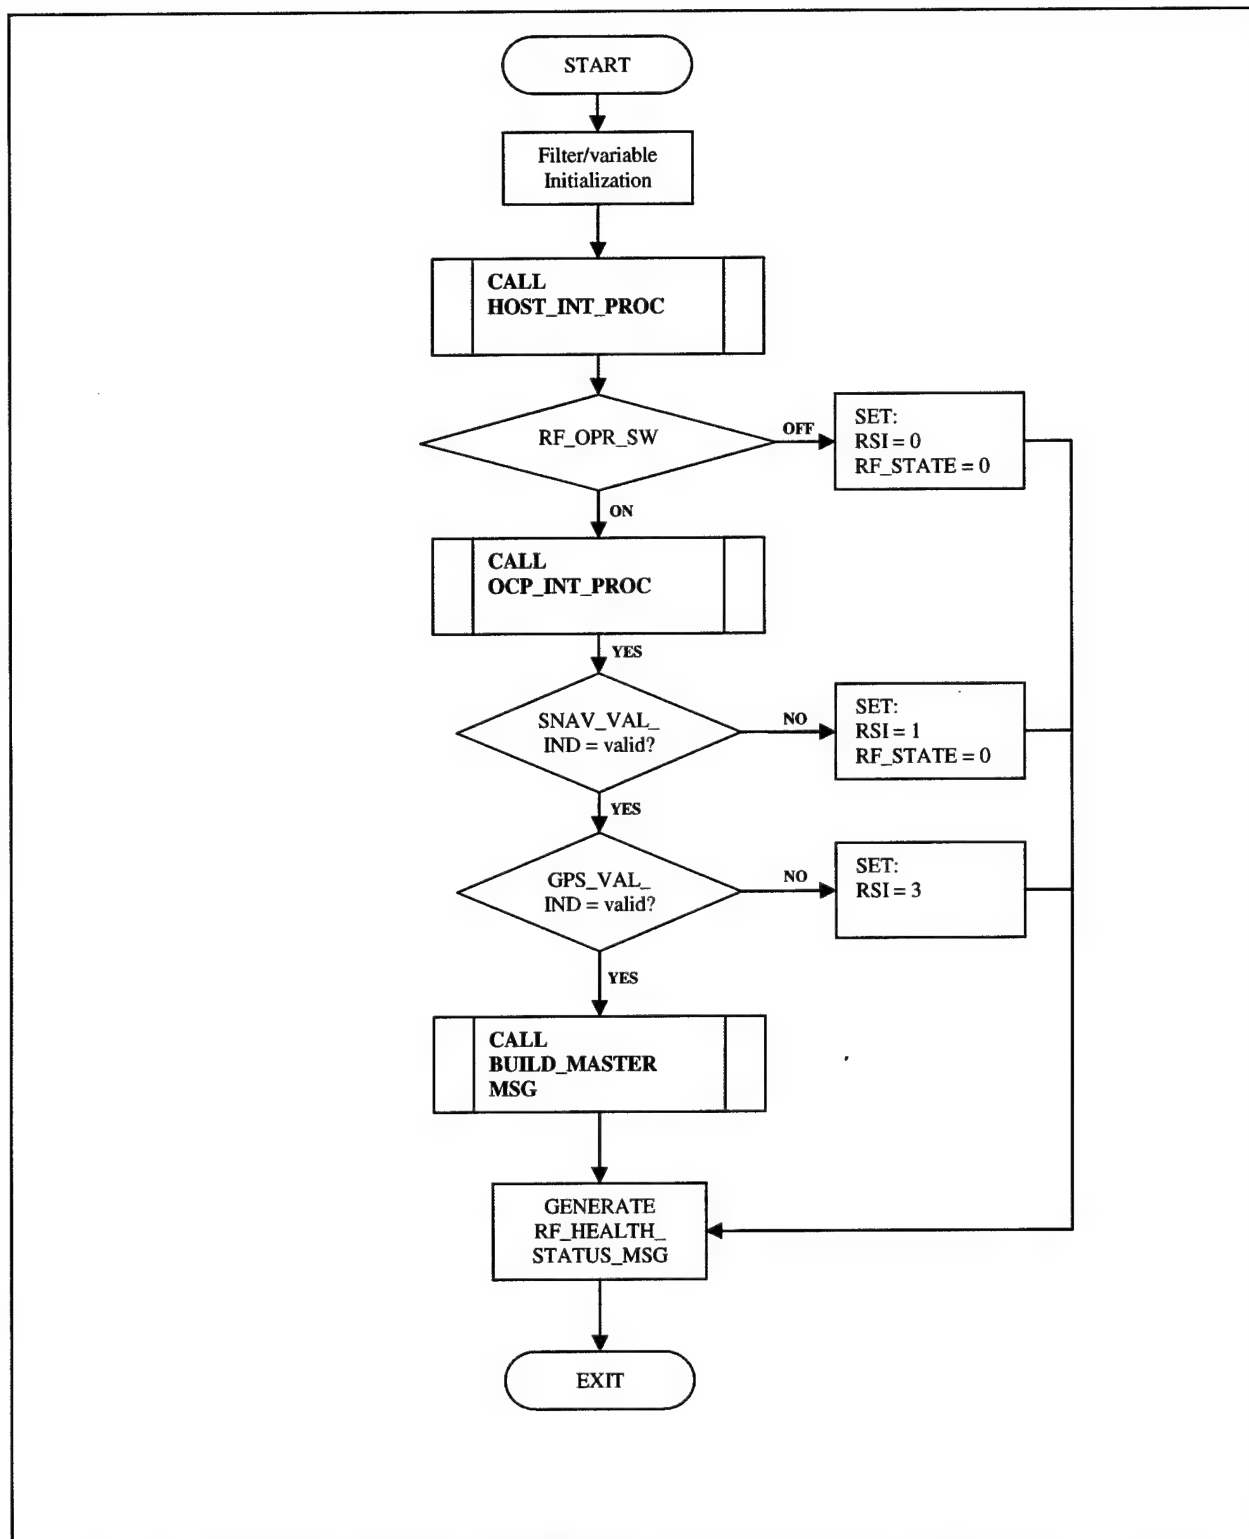 START
Filter/variable
Initialization
CALL
HOST_INT_PROC
RF_OPR_SW
OFF
SET:
RSI = 0
RF_STATE = 0
ON
CALL
OCP_INT_PROC
YES
SNAV_VAL_
IND = valid?
NO
SET:
RSI = 1
RF_STATE = 0
YES
GPS_VAL_
IND = valid?
NO
SET:
RSI = 3
YES
CALL
BUILD_MASTER
MSG
GENERATE
RF_HEALTH_
STATUS_MSG
EXIT